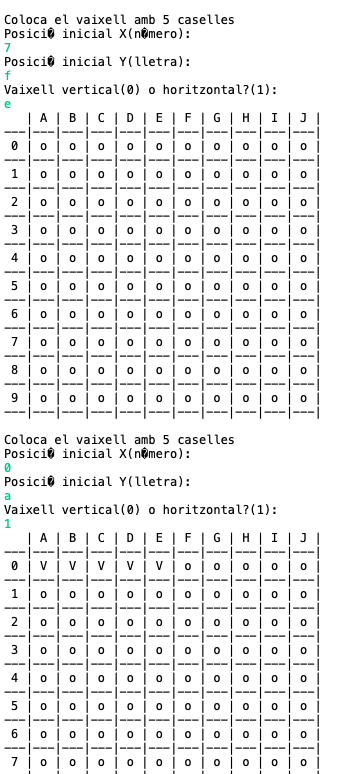 Coloca el vaixell amb 5 caselles
Posici� inicial X(n�mero):
7
Posici� inicial Y(lletra):
f
Vaixell vertical(0) o horitzontal?(1):
e
   | A | B | C | D | E | F | G | H | I | J |
---|---|---|---|---|---|---|---|---|---|---|
 0 | o | o | o | o | o | o | o | o | o | o |
---|---|---|---|---|---|---|---|---|---|---|
 1 | o | o | o | o | o | o | o | o | o | o |
---|---|---|---|---|---|---|---|---|---|---|
 2 | o | o | o | o | o | o | o | o | o | o |
---|---|---|---|---|---|---|---|---|---|---|
 3 | o | o | o | o | o | o | o | o | o | o |
---|---|---|---|---|---|---|---|---|---|---|
 4 | o | o | o | o | o | o | o | o | o | o |
---|---|---|---|---|---|---|---|---|---|---|
 5 | o | o | o | o | o | o | o | o | o | o |
---|---|---|---|---|---|---|---|---|---|---|
 6 | o | o | o | o | o | o | o | o | o | o |
---|---|---|---|---|---|---|---|---|---|---|
 7 | o | o | o | o | o | o | o | o | o | o |
---|---|---|---|---|---|---|---|---|---|---|
 8 | o | o | o | o | o | o | o | o | o | o |
---|---|---|---|---|---|---|---|---|---|---|
 9 | o | o | o | o | o | o | o | o | o | o |
---|---|---|---|---|---|---|---|---|---|---|
Coloca el vaixell amb 5 caselles
Posici� inicial X(n�mero):
0
Posici� inicial Y(lletra):
a
Vaixell vertical(0) o horitzontal?(1):
1
   | A | B | C | D | E | F | G | H | I | J |
---|---|---|---|---|---|---|---|---|---|---|
 0 | V | V | V | V | V | o | o | o | o | o |
---|---|---|---|---|---|---|---|---|---|---|
 1 | o | o | o | o | o | o | o | o | o | o |
---|---|---|---|---|---|---|---|---|---|---|
 2 | o | o | o | o | o | o | o | o | o | o |
---|---|---|---|---|---|---|---|---|---|---|
 3 | o | o | o | o | o | o | o | o | o | o |
---|---|---|---|---|---|---|---|---|---|---|
 4 | o | o | o | o | o | o | o | o | o | o |
---|---|---|---|---|---|---|---|---|---|---|
 5 | o | o | o | o | o | o | o | o | o | o |
---|---|---|---|---|---|---|---|---|---|---|
 6 | o | o | o | o | o | o | o | o | o | o |
---|---|---|---|---|---|---|---|---|---|---|
 7 | o | o | o | o | o | o | o | o | o | o |